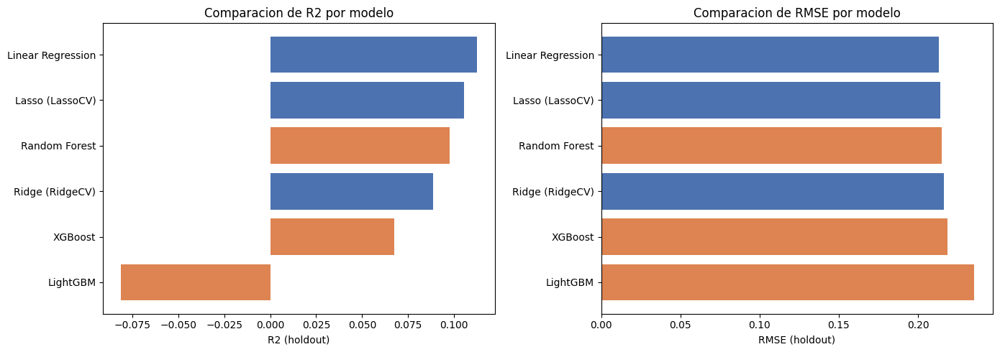 Comparacion de R2 por modelo
Linear Regression
Lasso (LassoCV)
Random Forest
Ridge (RidgeCV)
XGBoost
LightGBM
−0.075 −0.050 −0.025 0.000 0.025 0.050 0.075 0.100
R2 (holdout)
Comparacion de RMSE por modelo
Linear Regression
Lasso (LassoCV)
Random Forest
Ridge (RidgeCV)
XGBoost
LightGBM
0.00 0.05 0.10 0.15 0.20
RMSE (holdout)